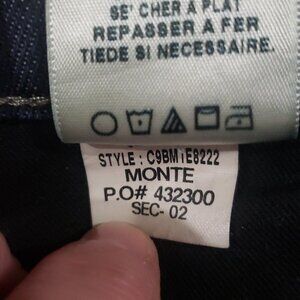 SE' CHER A PLAT
REPASSER A FER
TIEDE SI NECESSAIRE
STYLE : C9BM1E8222
MONTE
P.O# 432300
SEC- 02